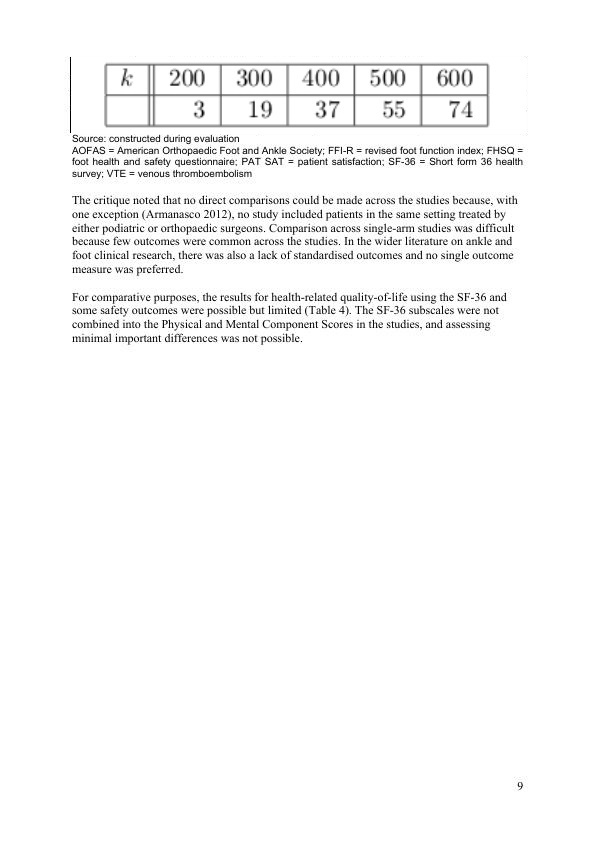 k 200 300 400 500 600
3 19 37 55 74
Source: constructed during evaluation
AOFAS = American Orthopaedic Foot and Ankle Society; FFI-R = revised foot function index; FHSQ =
foot health and safety questionnaire; PAT SAT = patient satisfaction; SF-36 = Short form 36 health
survey; VTE = venous thromboembolism
The critique noted that no direct comparisons could be made across the studies because, with
one exception (Armanasco 2012), no study included patients in the same setting treated by
either podiatric or orthopaedic surgeons. Comparison across single-arm studies was difficult
because few outcomes were common across the studies. In the wider literature on ankle and
foot clinical research, there was also a lack of standardised outcomes and no single outcome
measure was preferred.
For comparative purposes, the results for health-related quality-of-life using the SF-36 and
some safety outcomes were possible but limited (Table 4). The SF-36 subscales were not
combined into the Physical and Mental Component Scores in the studies, and assessing
minimal important differences was not possible.
9